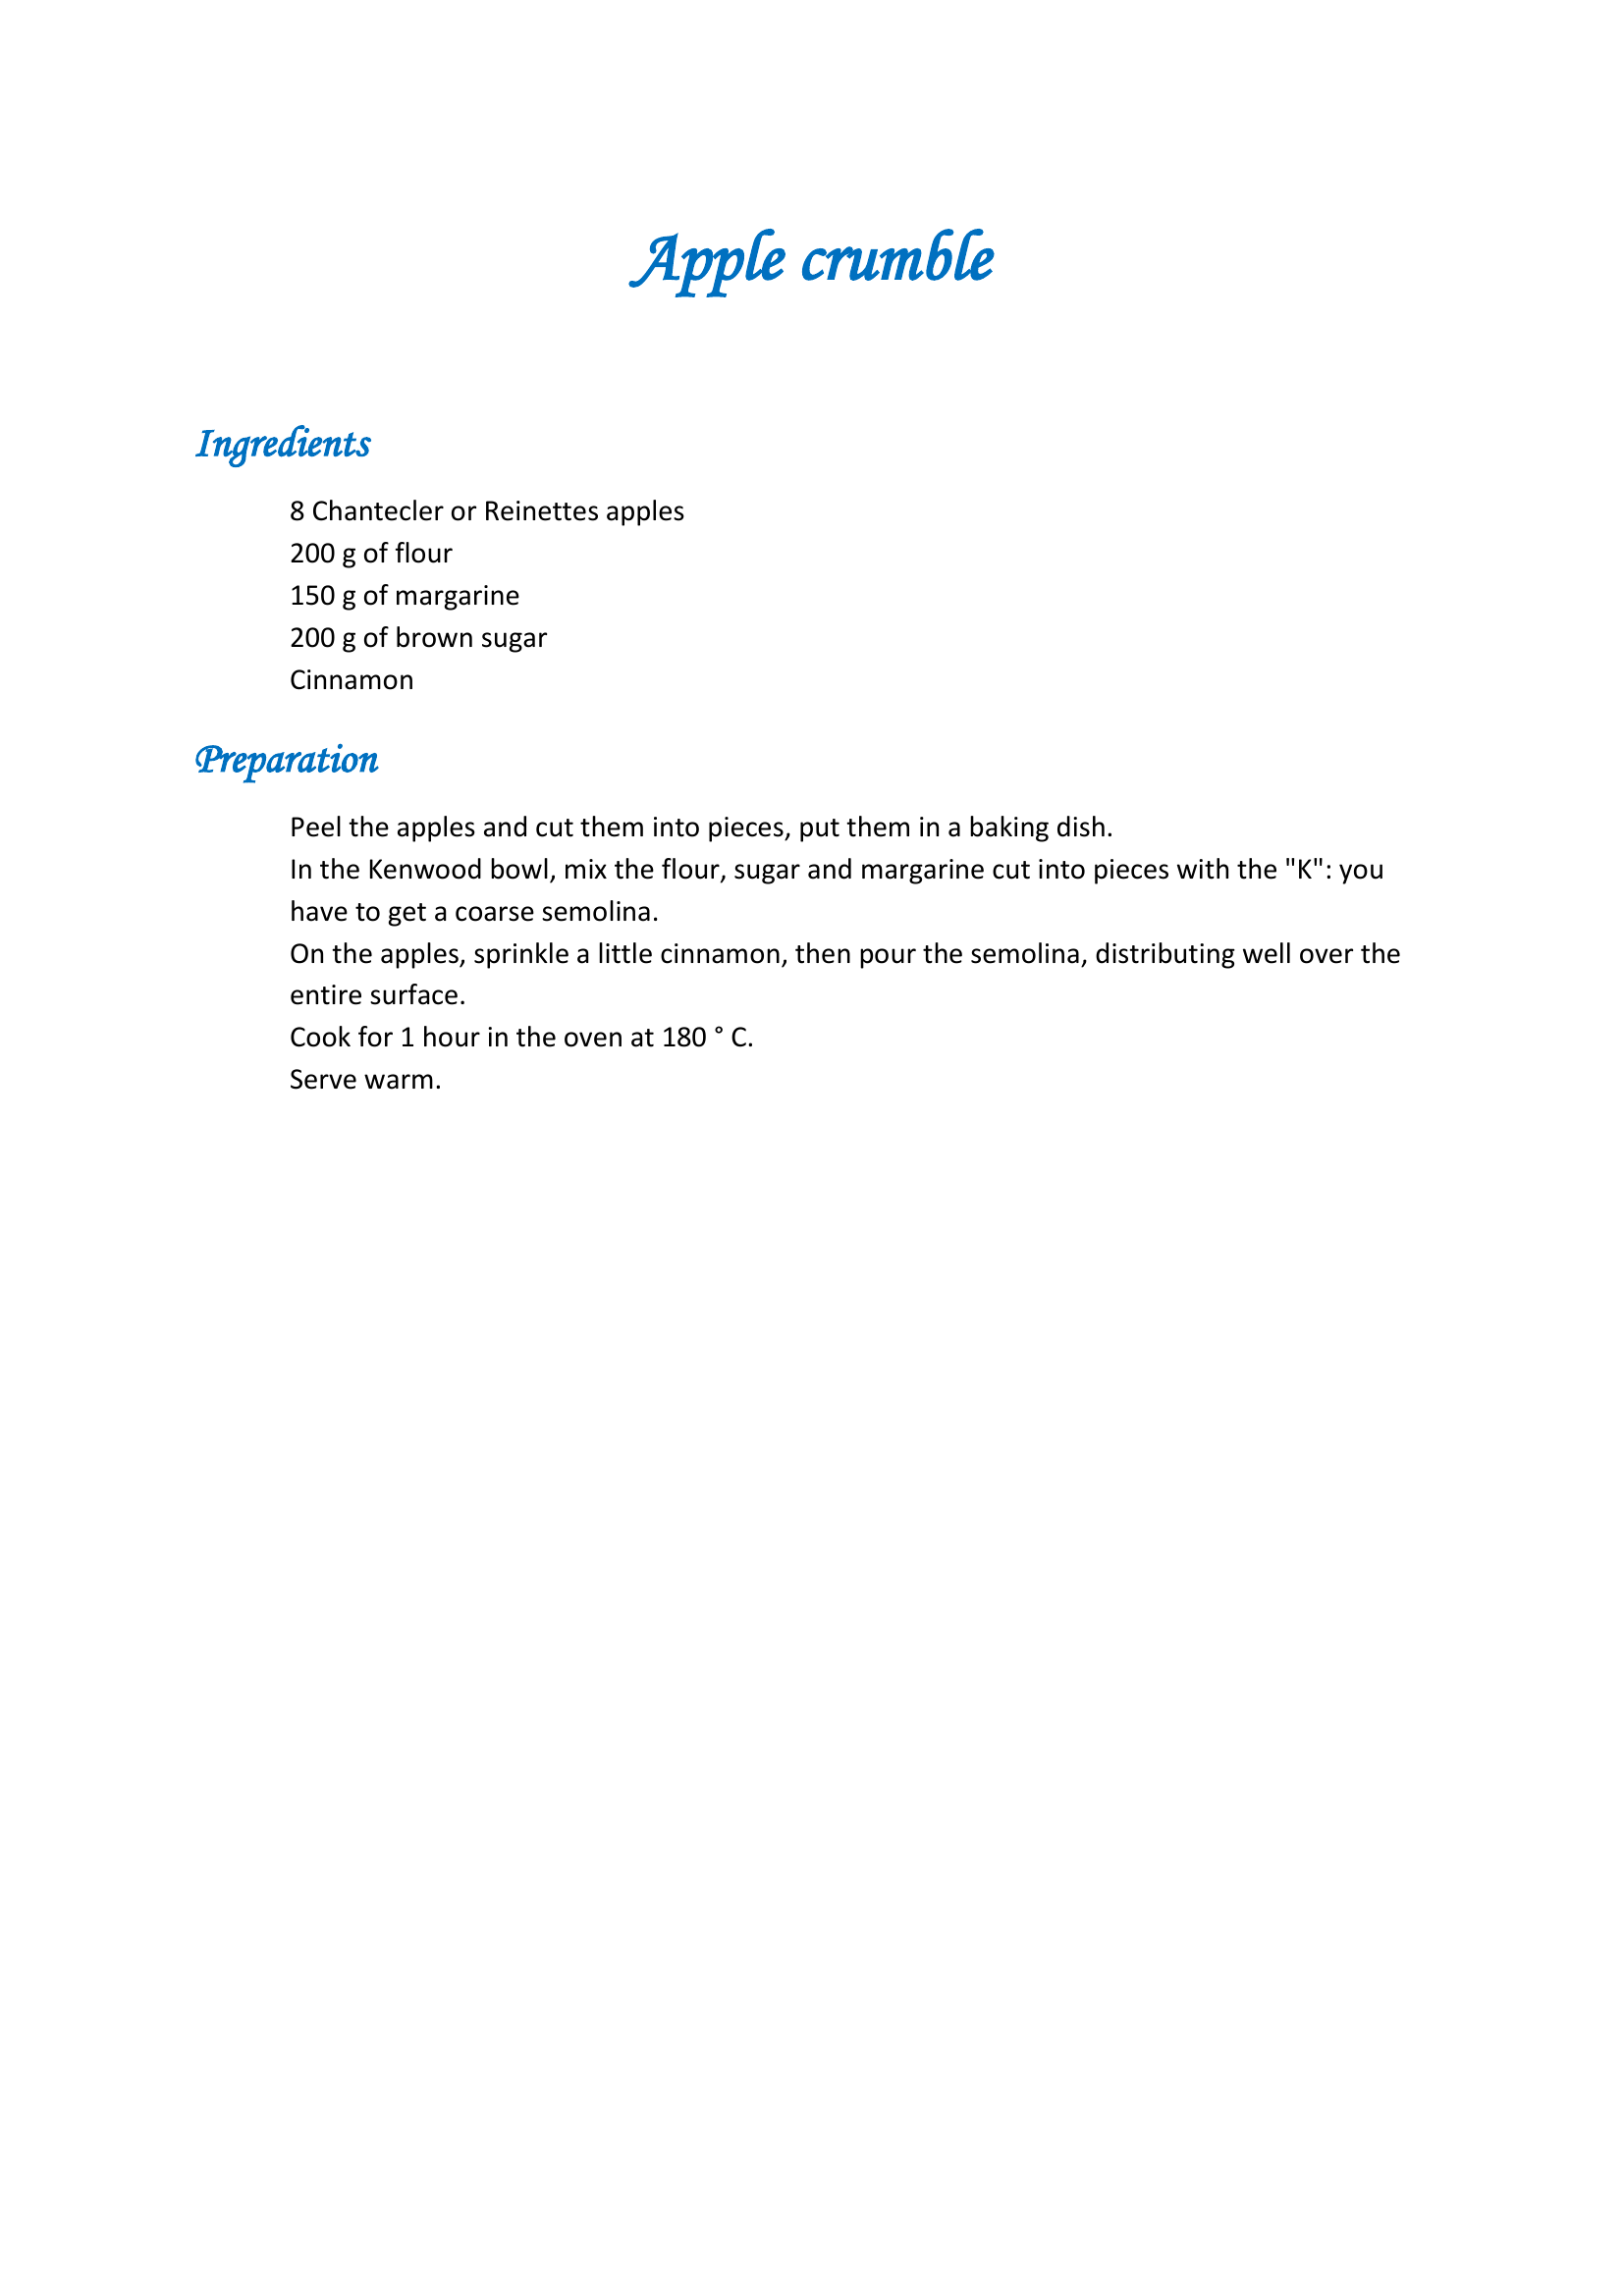 Apple crumble
Ingredients
8 Chantecler or Reinettes apples
200 g of flour
150 g of margarine
200 g of brown sugar
Cinnamon
Preparation
Peel the apples and cut them into pieces, put them in a baking dish.
In the Kenwood bowl, mix the flour, sugar and margarine cut into pieces with the "K": you
have to get a coarse semolina.
On the apples, sprinkle a little cinnamon, then pour the semolina, distributing well over the
entire surface.
Cook for 1 hour in the oven at 180 ° C.
Serve warm.